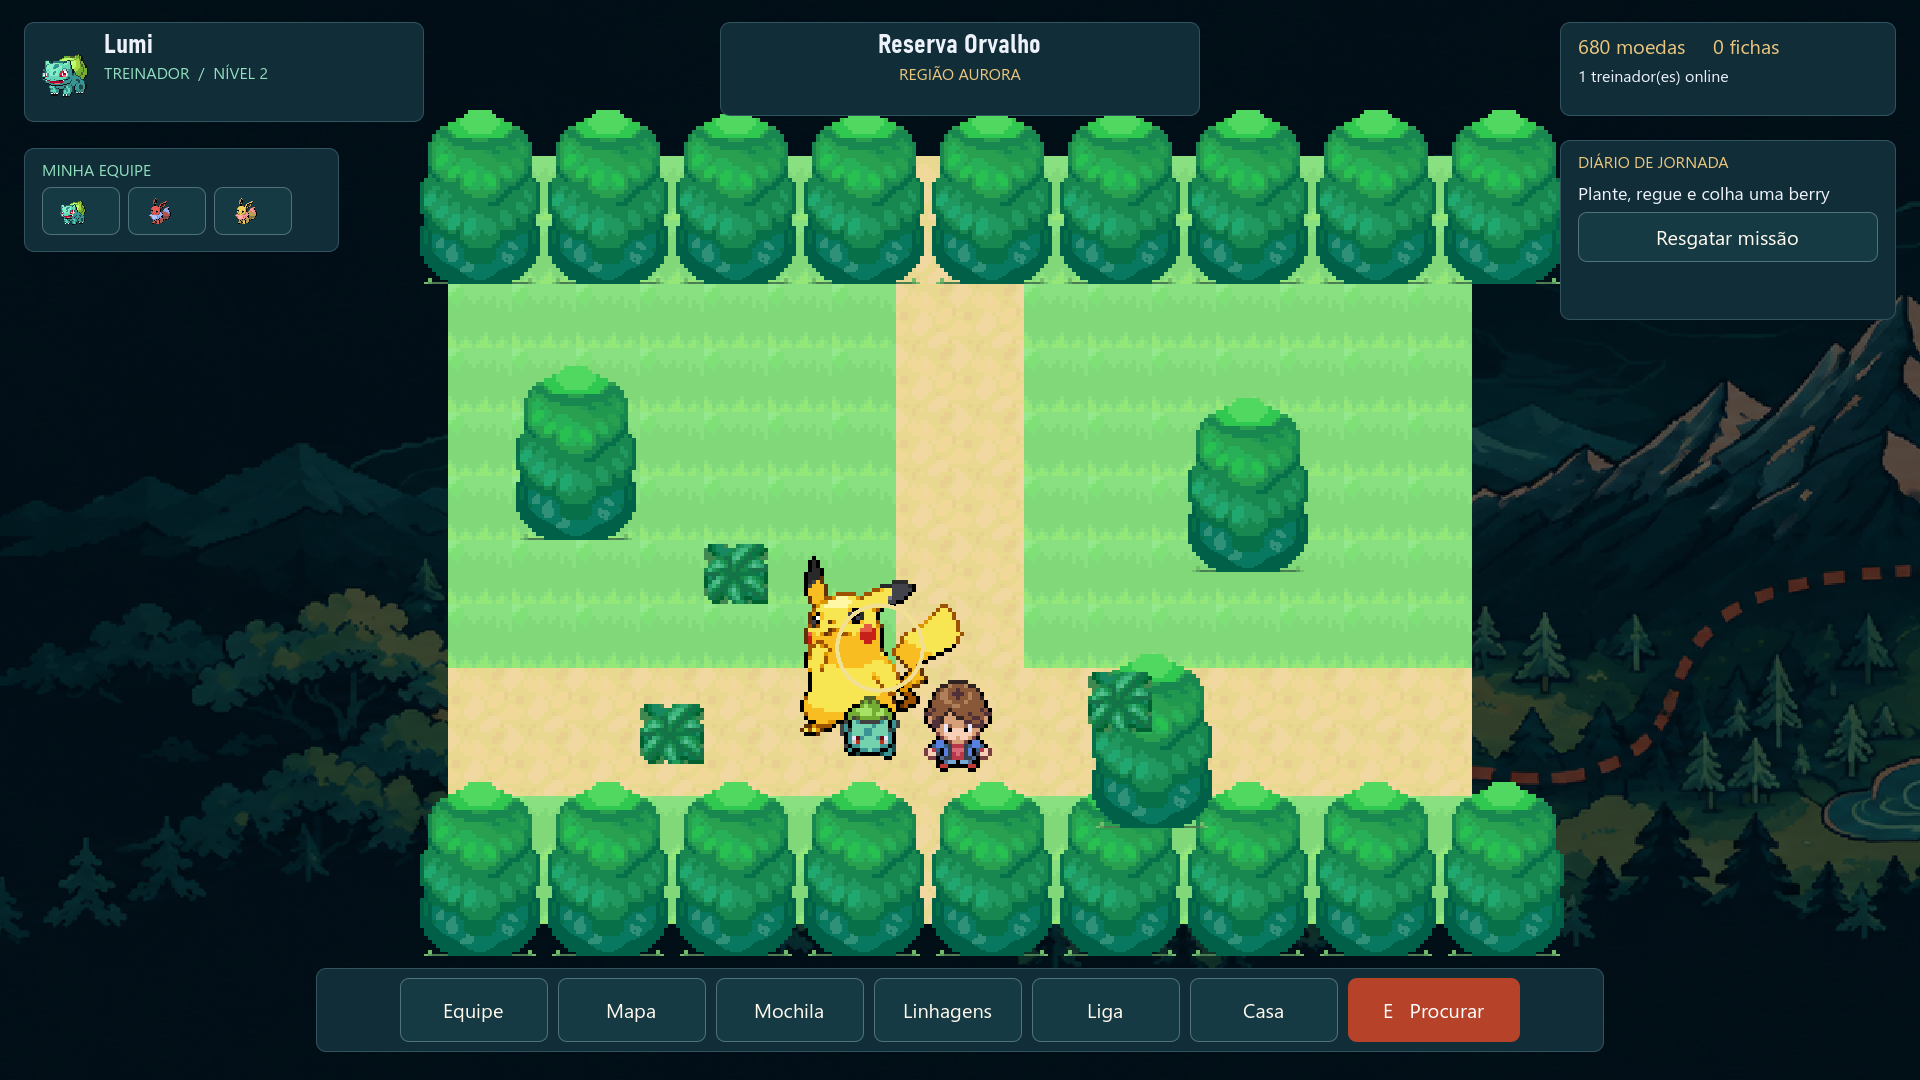 Lumi
TREINADOR / NÍVEL 2
Reserva Orvalho
REGIÃO AURORA
680 moedas 0 fichas
1 treinador(es) online
MINHA EQUIPE
DIÁRIO DE JORNADA
Plante, regue e colha uma berry
Resgatar missão
Equipe
Mapa
Mochila
Linhagens
Liga
Casa
E Procurar